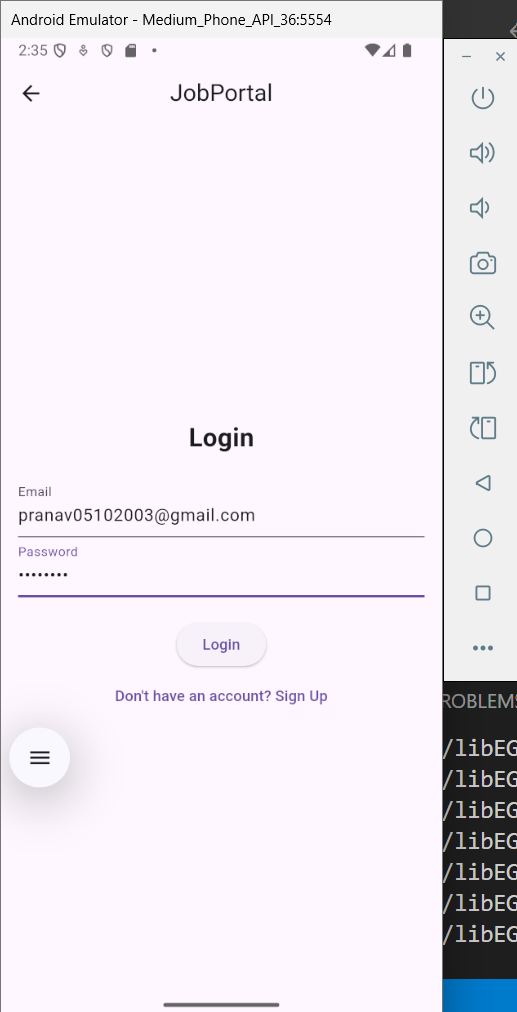 Android Emulator - Medium_Phone_API_36:5554
2:35
JobPortal
Login
Email
pranav05102003@gmail.com
Password
••••••••
Login
Don't have an account? Sign Up
ROBLEMS
/libEG
/libEG
/libEG
/libEG
/libEG
/libEG
/libEG